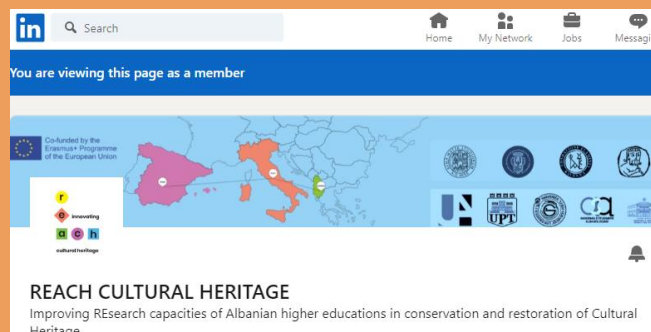 in
Search
Home
My Network
Jobs
Messagi
You are viewing this page as a member
Co-funded by the
Erasmus+ Programme
of the European Union
r
e innovating
a c h
cultural heritage
UPT
REACH CULTURAL HERITAGE
Improving REsearch capacities of Albanian higher educations in conservation and restoration of Cultural
Heritage